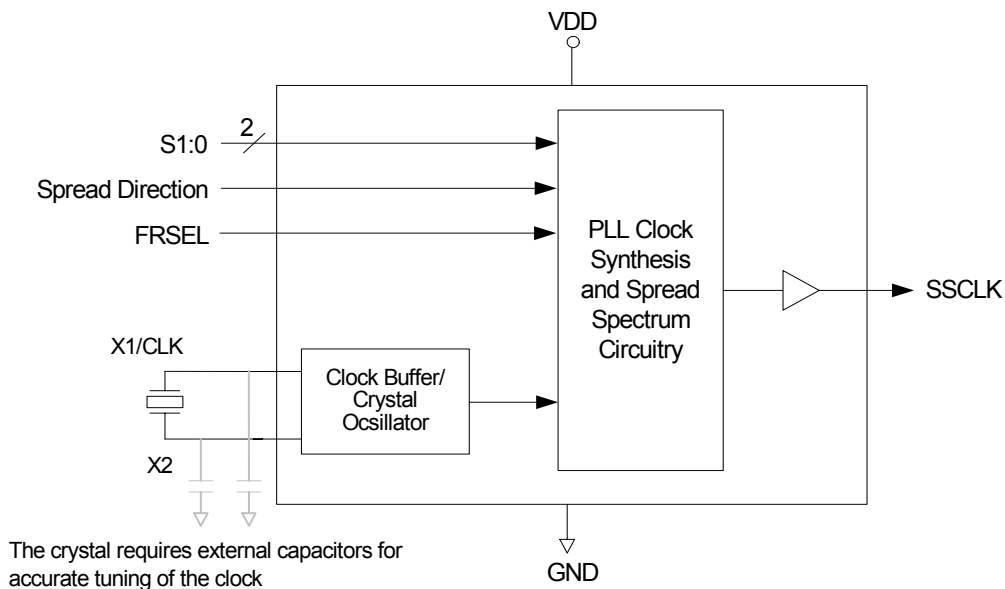 VDD
2
S1:0
Spread Direction
FRSEL
PLL Clock
Synthesis
and Spread
Spectrum
Circuitry
SSCLK
X1/CLK
Clock Buffer/
Crystal
Ocsillator
X2
The crystal requires external capacitors for
accurate tuning of the clock
GND